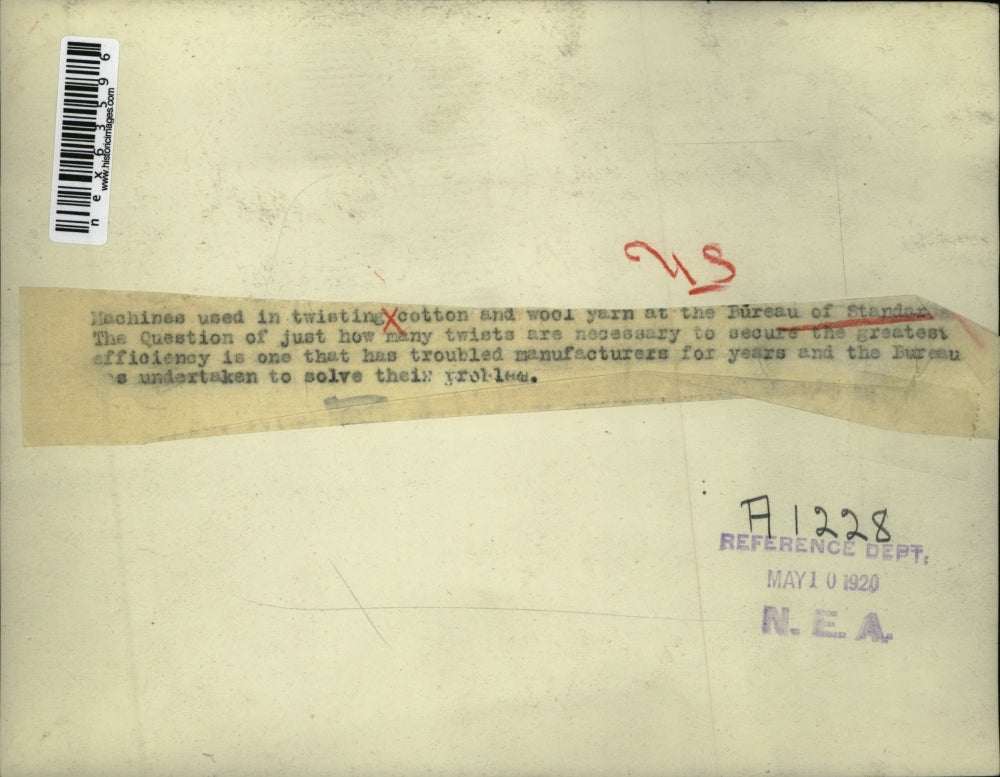 nex63596
www.historicimages.com
US
Machines used in twisting X cotton and wool yarn at the Bureau of Standards
The Question of just how many twists are necessary to secure the greatest
efficiency is one that has troubled manufacturers for years and the Bureau
undertaken to solve their problem.
A1228
REFERENCE DEPT.
MAY 10 1920
N. E. A.